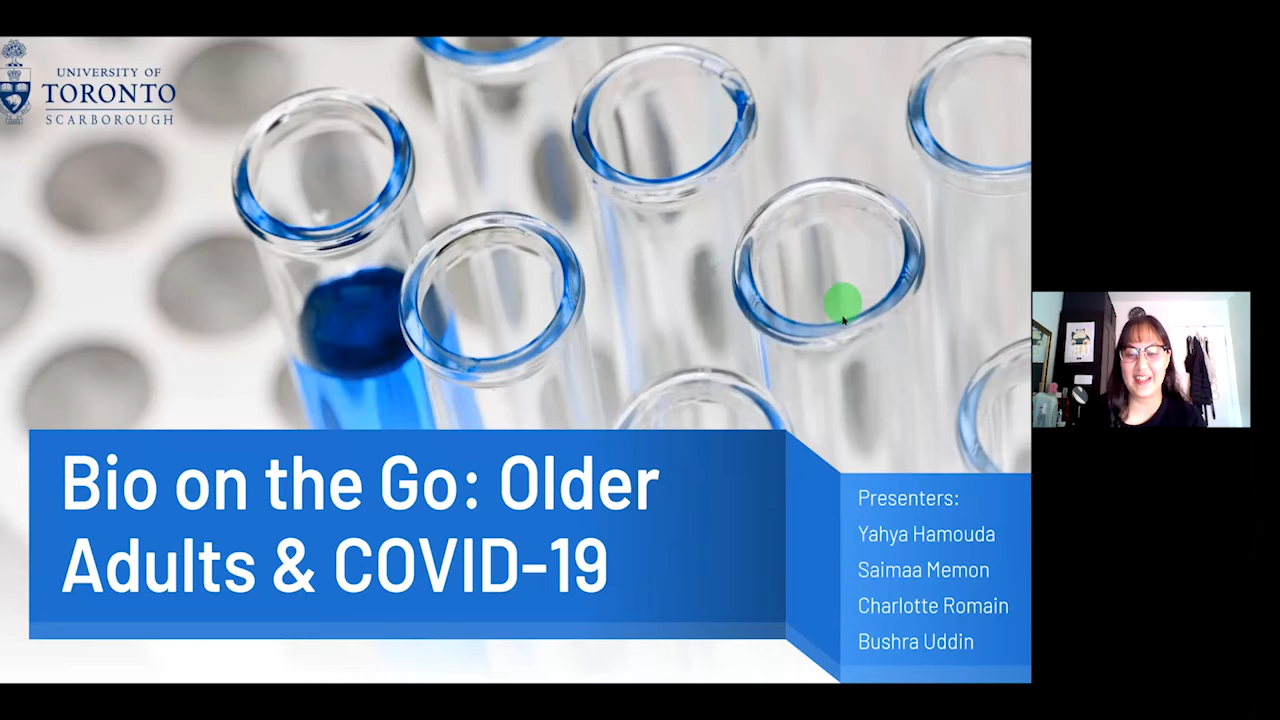 UNIVERSITY OF
TORONTO
SCARBOROUGH
Bio on the Go: Older
Adults & COVID-19
Presenters:
Yahya Hamouda
Saimaa Memon
Charlotte Romain
Bushra Uddin